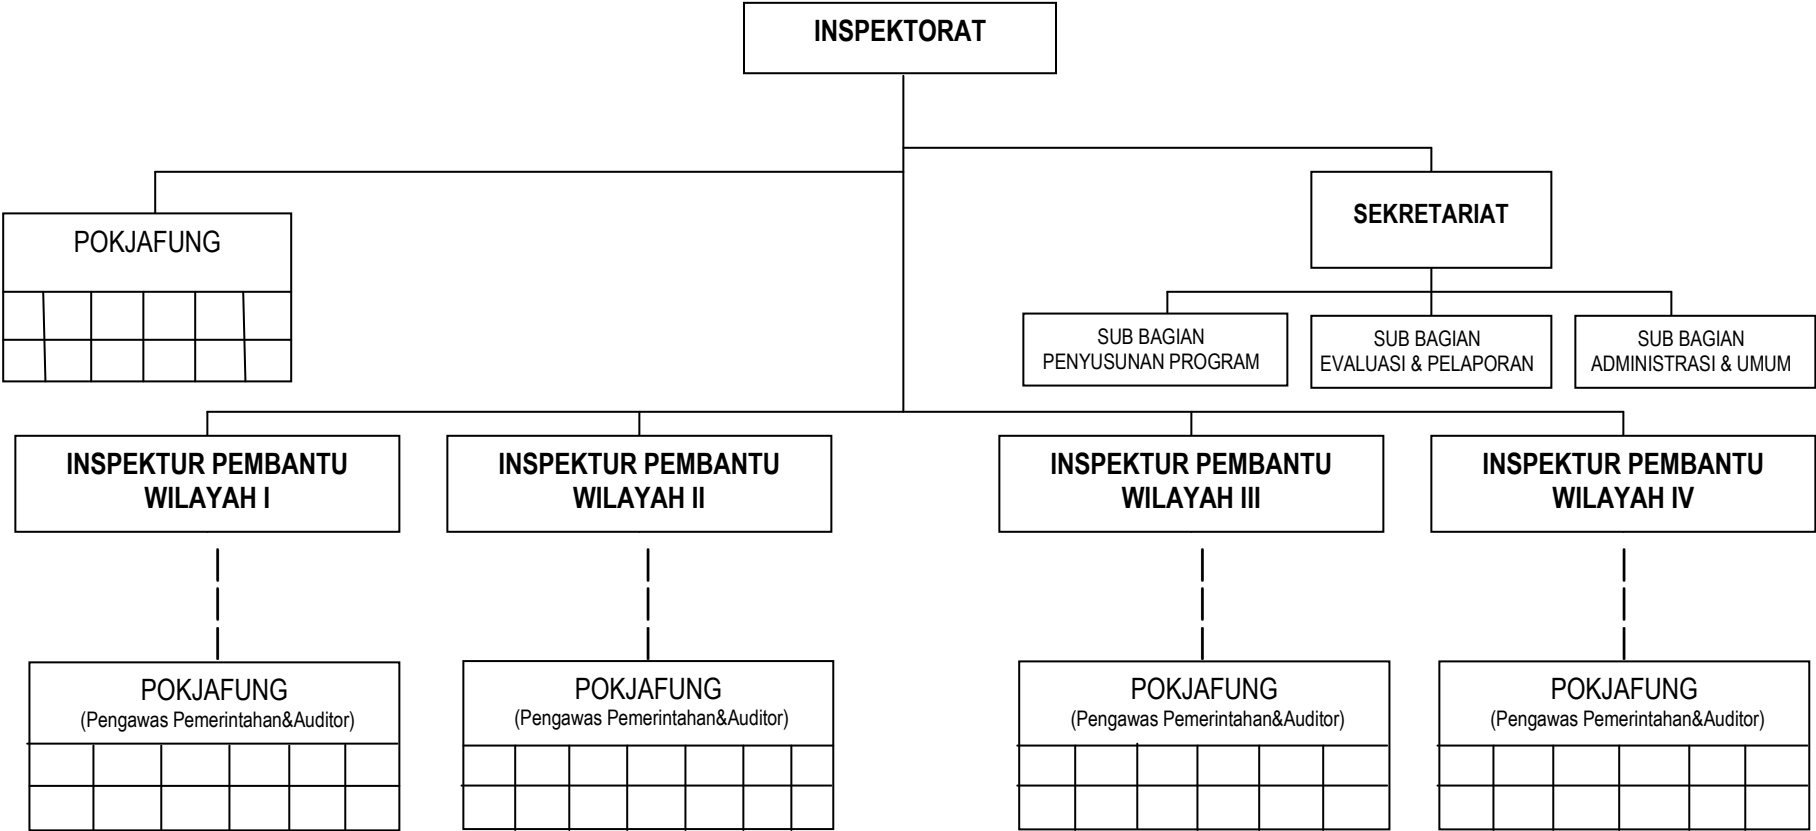 INSPEKTORAT
SEKRETARIAT
POKJAFUNG
SUB BAGIAN
PENYUSUNAN PROGRAM
SUB BAGIAN
EVALUASI & PELAPORAN
SUB BAGIAN
ADMINISTRASI & UMUM
INSPEKTUR PEMBANTU
WILAYAH I
INSPEKTUR PEMBANTU
WILAYAH II
INSPEKTUR PEMBANTU
WILAYAH III
INSPEKTUR PEMBANTU
WILAYAH IV
POKJAFUNG
(Pengawas Pemerintahan&Auditor)
POKJAFUNG
(Pengawas Pemerintahan&Auditor)
POKJAFUNG
(Pengawas Pemerintahan&Auditor)
POKJAFUNG
(Pengawas Pemerintahan&Auditor)